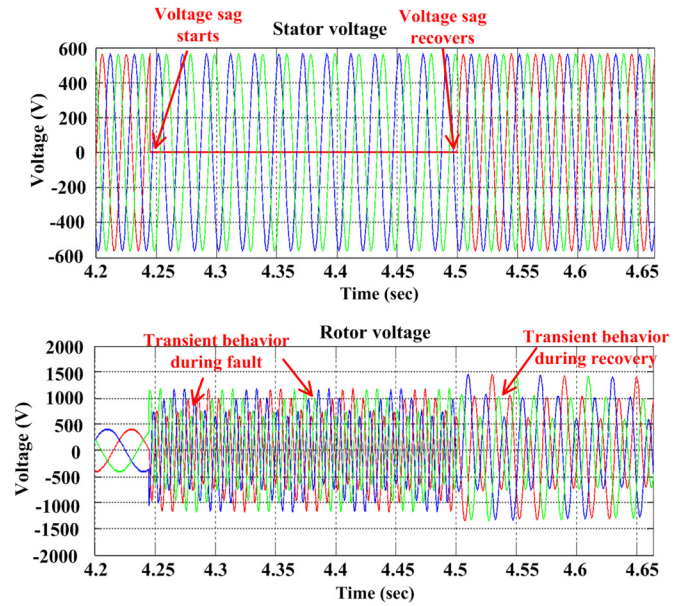 Voltage sag
starts
Stator voltage
Voltage sag
recovers
Voltage (V)
600
400
200
0
-200
-400
-600
4.2 4.25 4.3 4.35 4.4 4.45 4.5 4.55 4.6 4.65
Time (sec)
Rotor voltage
Transient behavior
during fault
Transient behavior
during recovery
Voltage (V)
2000
1500
1000
500
0
-500
-1000
-1500
-2000
4.2 4.25 4.3 4.35 4.4 4.45 4.5 4.55 4.6 4.65
Time (sec)